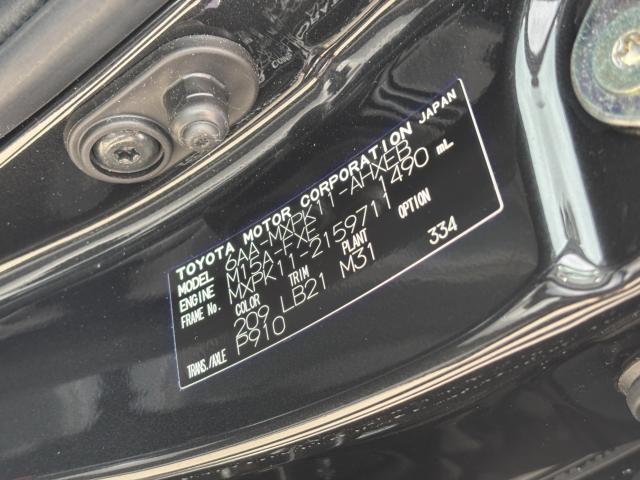 TOYOTA MOTOR CORPORATION JAPAN
MODEL 6AA-MXPK11-AHXEB
ENGINE M15A-FXE 1490 mL
FRAME No. MXPK11-2159711
COLOR TRIM PLANT OPTION
209 LB21 M31 334
TRANS./AXLE P910